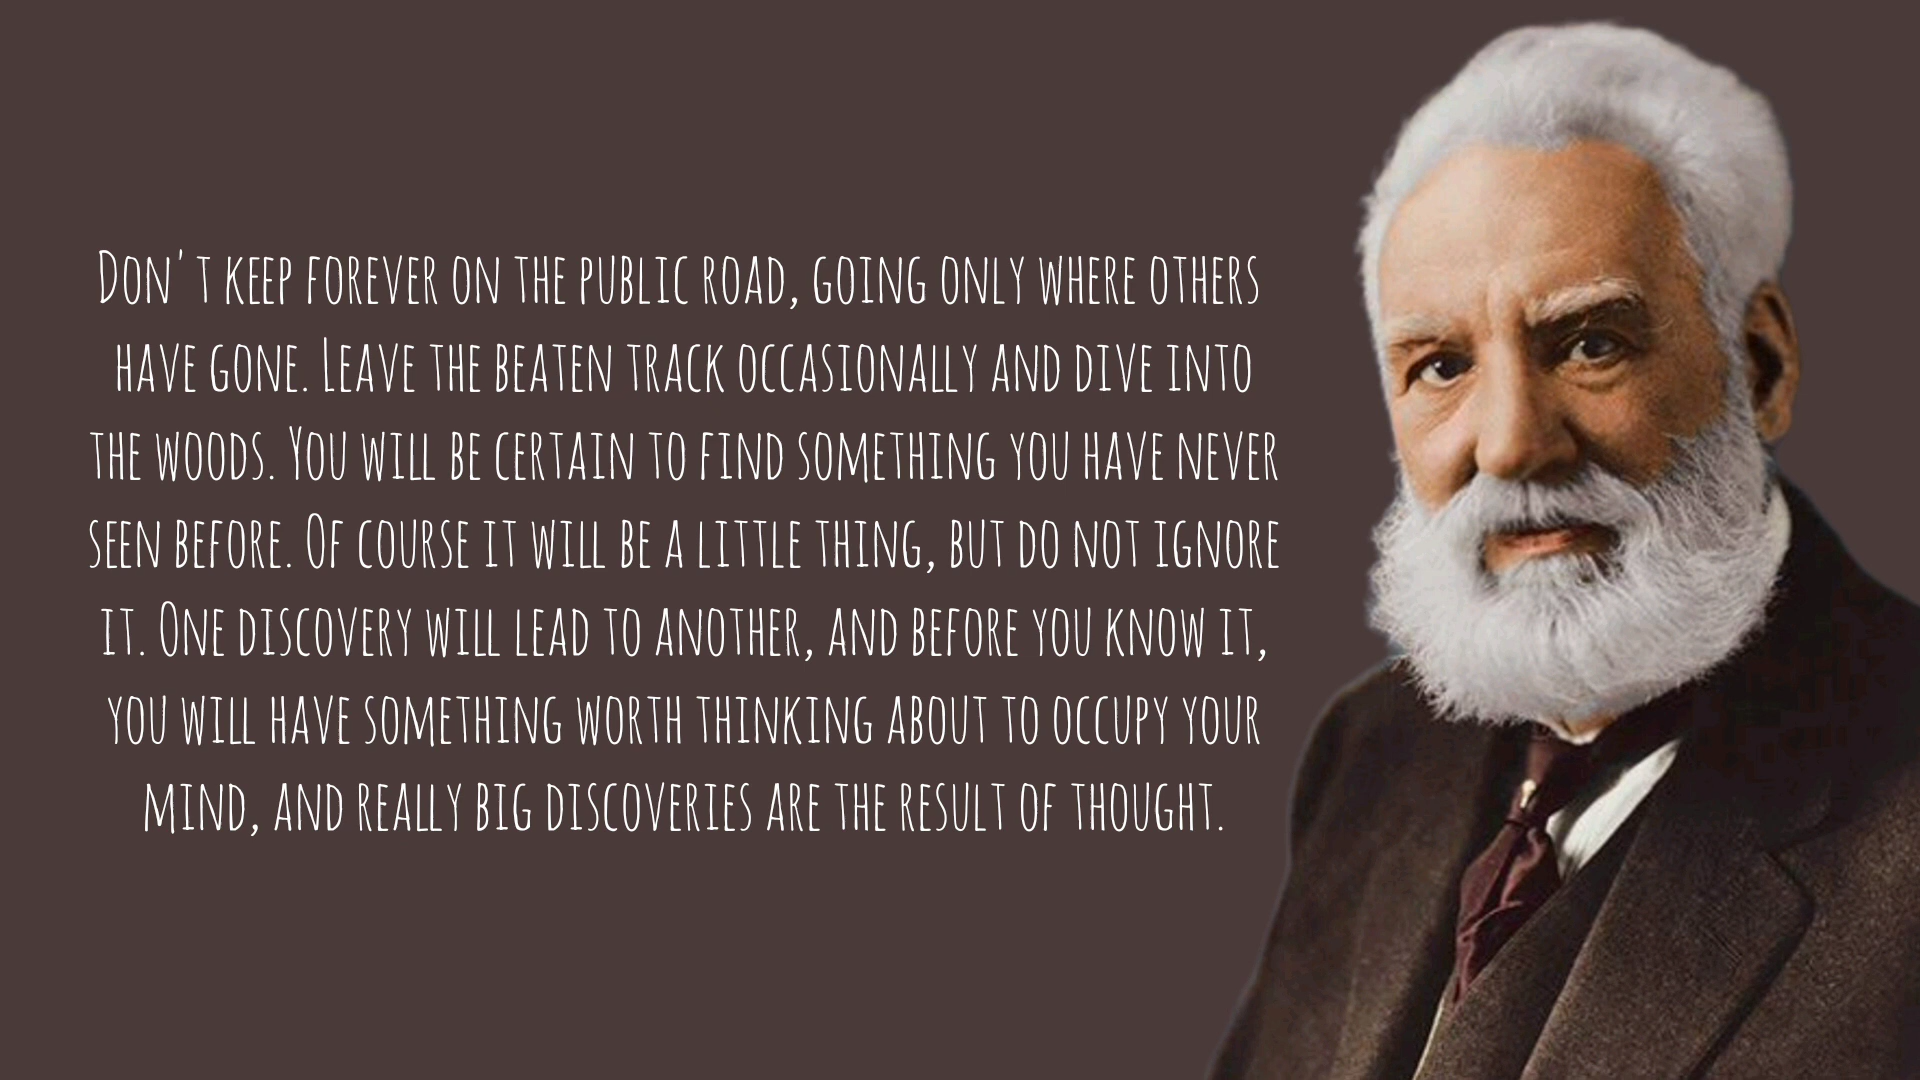 Don't keep forever on the public road, going only where others
have gone. Leave the beaten track occasionally and dive into
the woods. You will be certain to find something you have never
seen before. Of course it will be a little thing, but do not ignore
it. One discovery will lead to another, and before you know it,
you will have something worth thinking about to occupy your
mind, and really big discoveries are the result of thought.